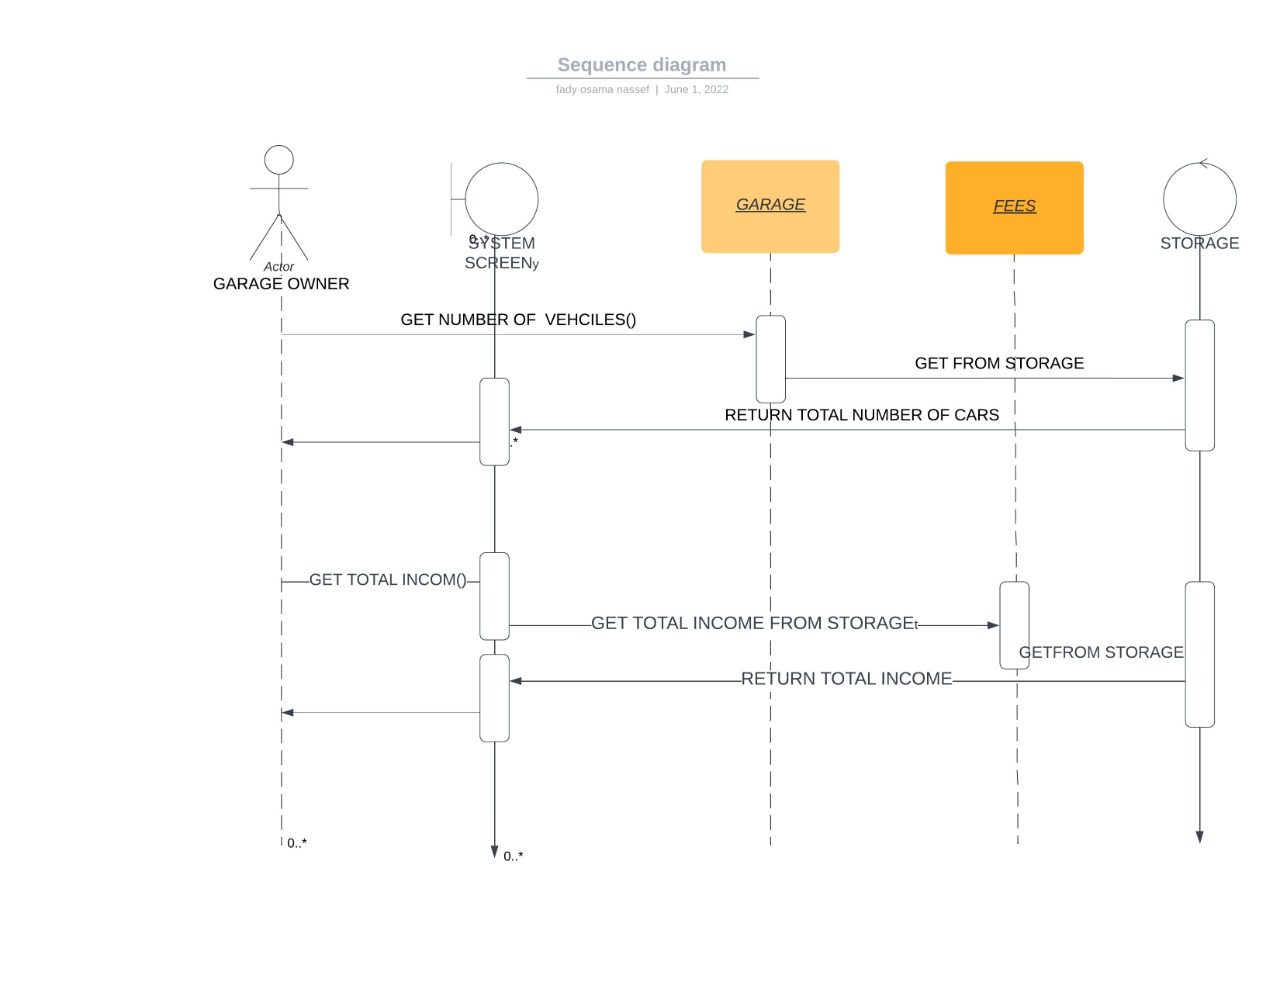 Sequence diagram
fady osama nassef | June 1, 2022
GARAGE
FEES
0..*
SYSTEM
SCREENy
STORAGE
Actor
GARAGE OWNER
GET NUMBER OF  VEHCILES()
GET FROM STORAGE
RETURN TOTAL NUMBER OF CARS
.*
GET TOTAL INCOM()
GET TOTAL INCOME FROM STORAGEt
GETFROM STORAGE
RETURN TOTAL INCOME
0..*
0..*